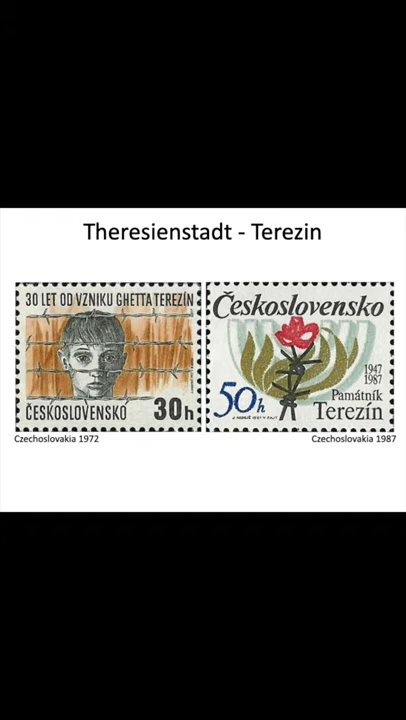 Theresienstadt - Terezin
30 LET OD VZNIKU GHETTA TEREZÍN
ČESKOSLOVENSKO 30h
Czechoslovakia 1972
Československo
1947
1987
Památník
50h Terezín
Czechoslovakia 1987